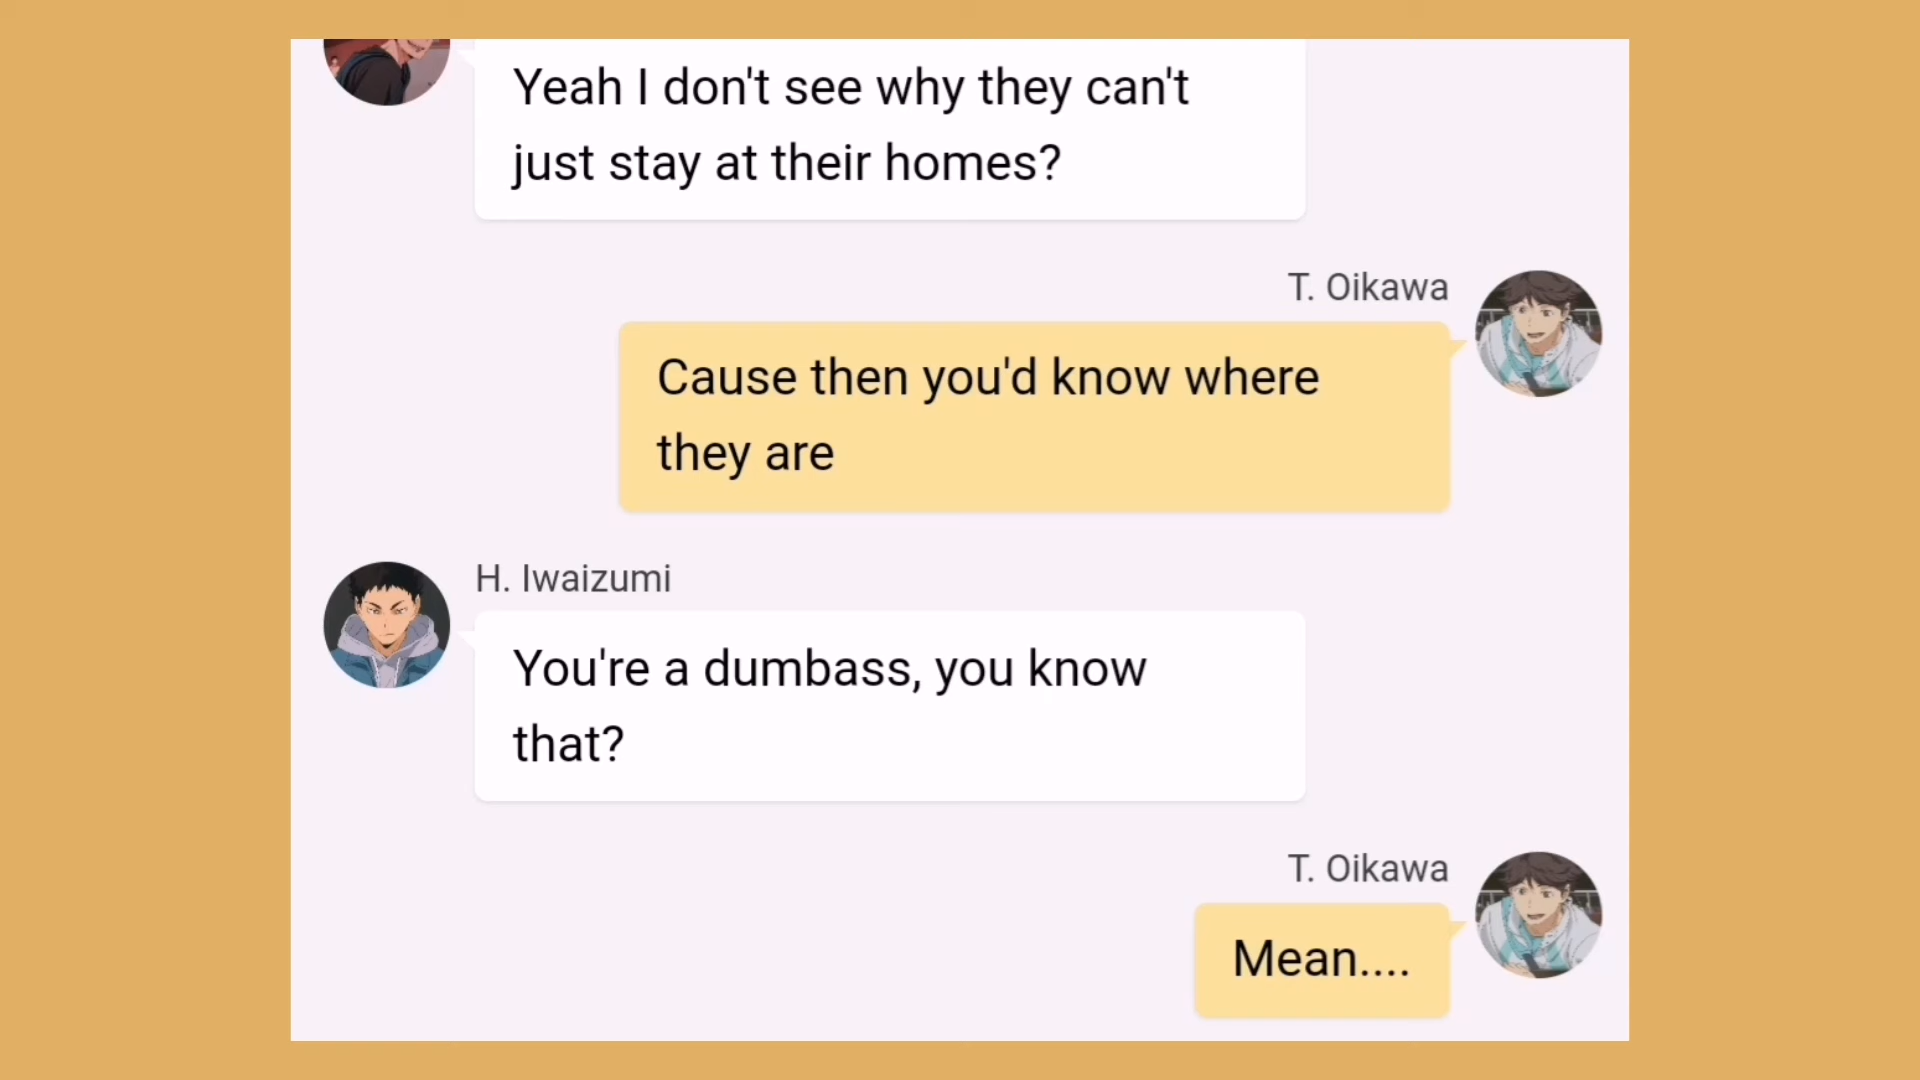 Yeah I don't see why they can't
just stay at their homes?
T. Oikawa
Cause then you'd know where
they are
H. Iwaizumi
You're a dumbass, you know
that?
T. Oikawa
Mean....